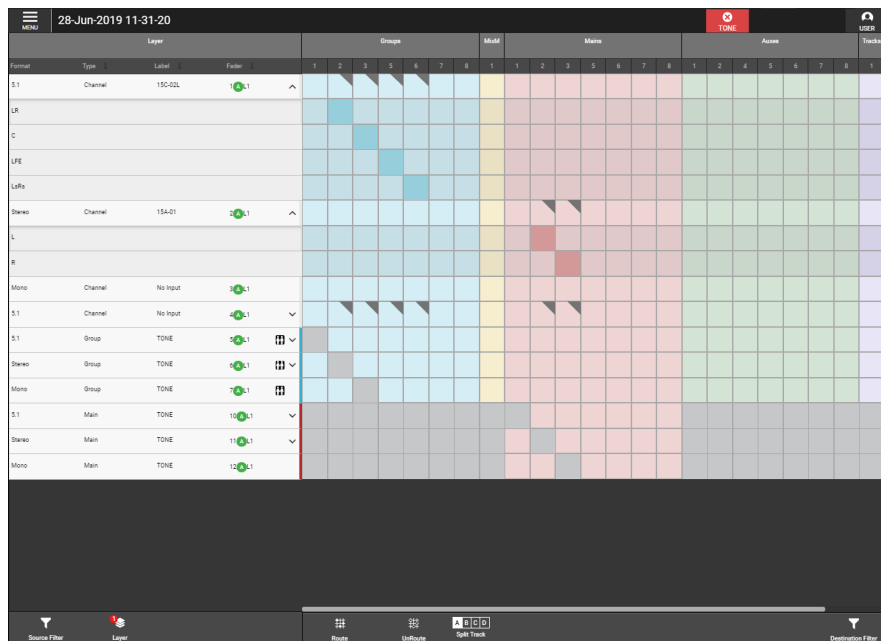 MENU 28-Jun-2019 11-31-20 TONE USER
Layer Groups MixM Mains Auxes Tracks
Format Type Label Fader 1 2 3 5 6 7 8 1 1 2 3 5 6 7 8 1 2 4 4 5 6 7 8 1
5.1 Channel 15C-02L 1 A L1
LR
C
LFE
LsRs
Stereo Channel 15A-01 2 A L1
L
R
Mono Channel No Input 3 A L1
5.1 Channel No Input 4 A L1
5.1 Group TONE 5 A L1
Stereo Group TONE 6 A L1
Mono Group TONE 7 A L1
5.1 Main TONE 10 A L1
Stereo Main TONE 11 A L1
Mono Main TONE 12 A L1
Source Filter 1 Layer Route UnRoute A B C D Split Track Destination Filter